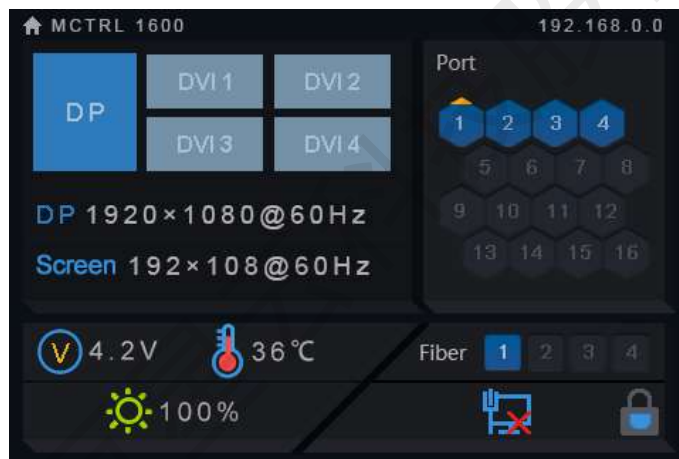 MCTRL 1600 192.168.0.0
DP
DVI 1 DVI 2
DVI 3 DVI 4
DP 1920×1080@60Hz
Screen 192×108@60Hz
Port
1 2 3 4
5 6 7 8
9 10 11 12
13 14 15 16
V 4.2V 36℃
Fiber 1 2 3 4
100%